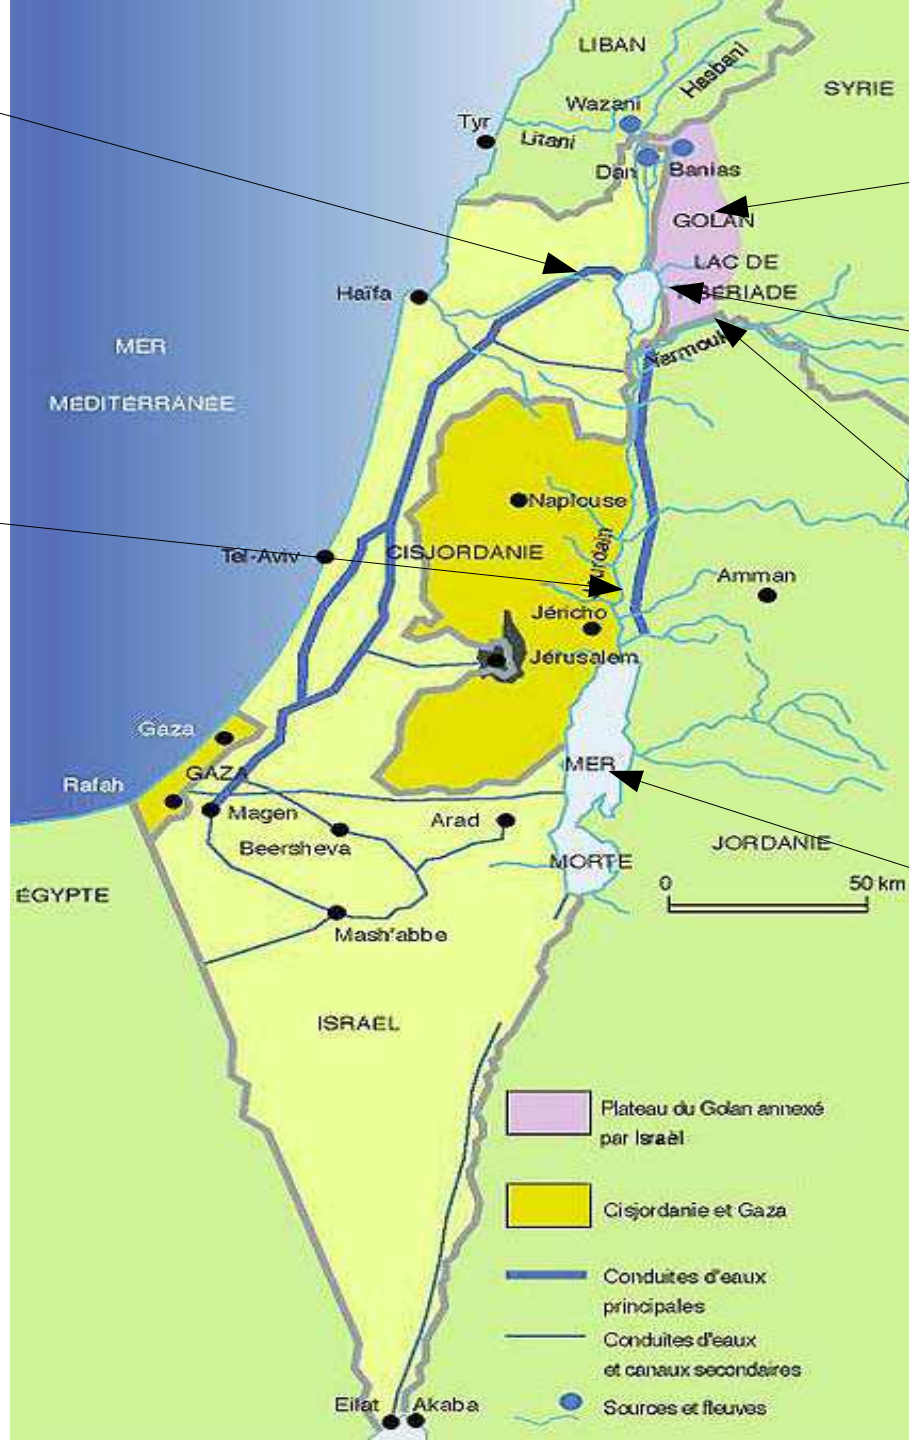 LIBAN
Hasbani
SYRIE
Wazani
Tyr
Litani
Dan
Banias
GOLAN
LAC DE
Haïfa
MER
Yarmouk
MÉDITERRANÉE
Naplouse
Tel-Aviv
CISJORDANIE
Jourdain
Amman
Jéricho
Jérusalem
Gaza
MER
GAZA
Rafah
Magen
Arad
Beersheva
JORDANIE
MORTE
0 50 km
ÉGYPTE
Mash'abbe
ISRAEL
Plateau du Golan annexé
par Israèl
Cisjordanie et Gaza
Conduites d'eaux
principales
Conduites d'eaux
et canaux secondaires
Sources et fleuves
Eilat
Akaba